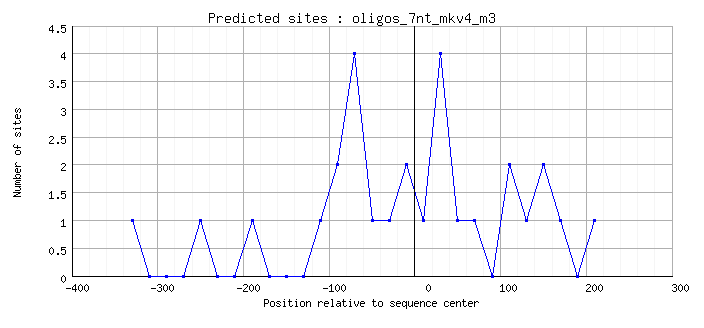 Predicted sites : oligos_7nt_mkv4_m3
4.5
4
3.5
3
2.5
2
1.5
1
0.5
0
Number of sites
-400 -300 -200 -100 0 100 200 300
Position relative to sequence center